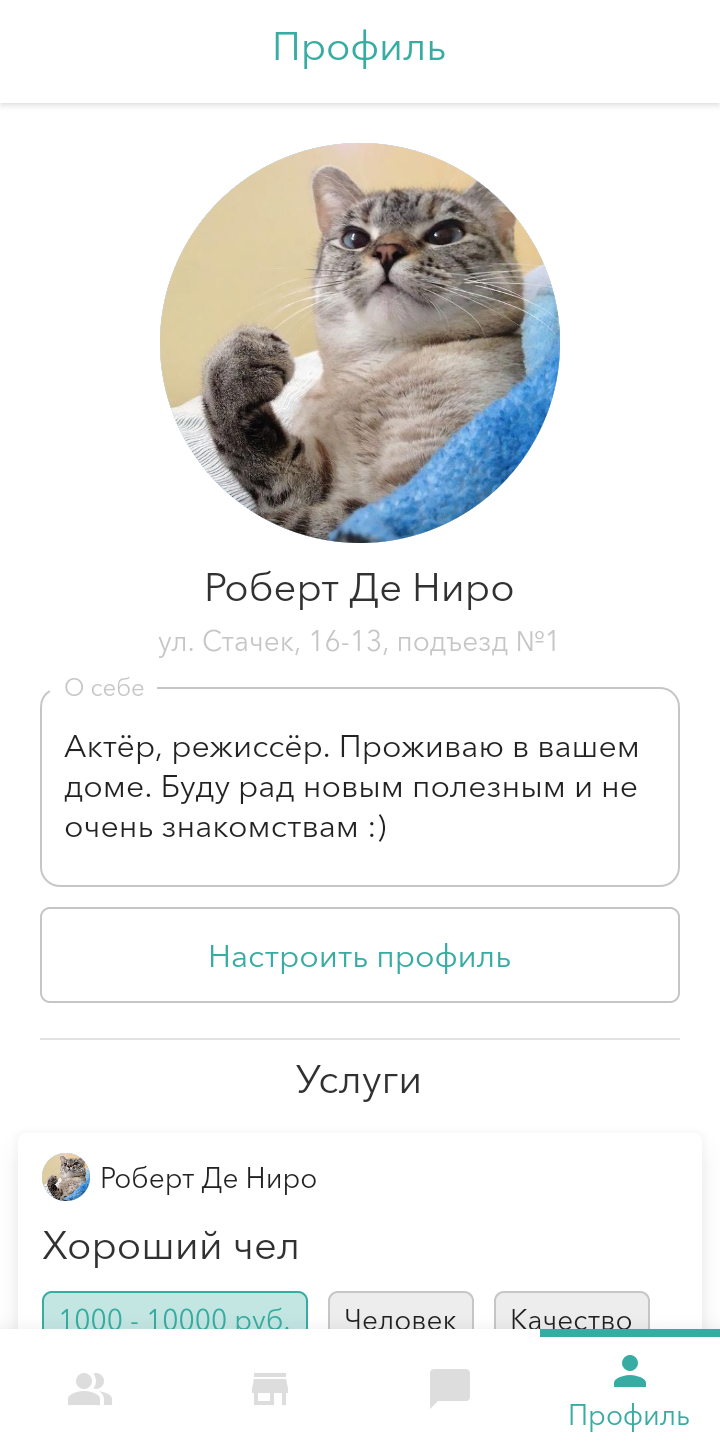 Профиль
Роберт Де Ниро
ул. Стачек, 16-13, подъезд №1
О себе
Актёр, режиссёр. Проживаю в вашем
доме. Буду рад новым полезным и не
очень знакомствам :)
Настроить профиль
Услуги
Роберт Де Ниро
Хороший чел
1000 - 10000 руб. Человек Качество
Профиль